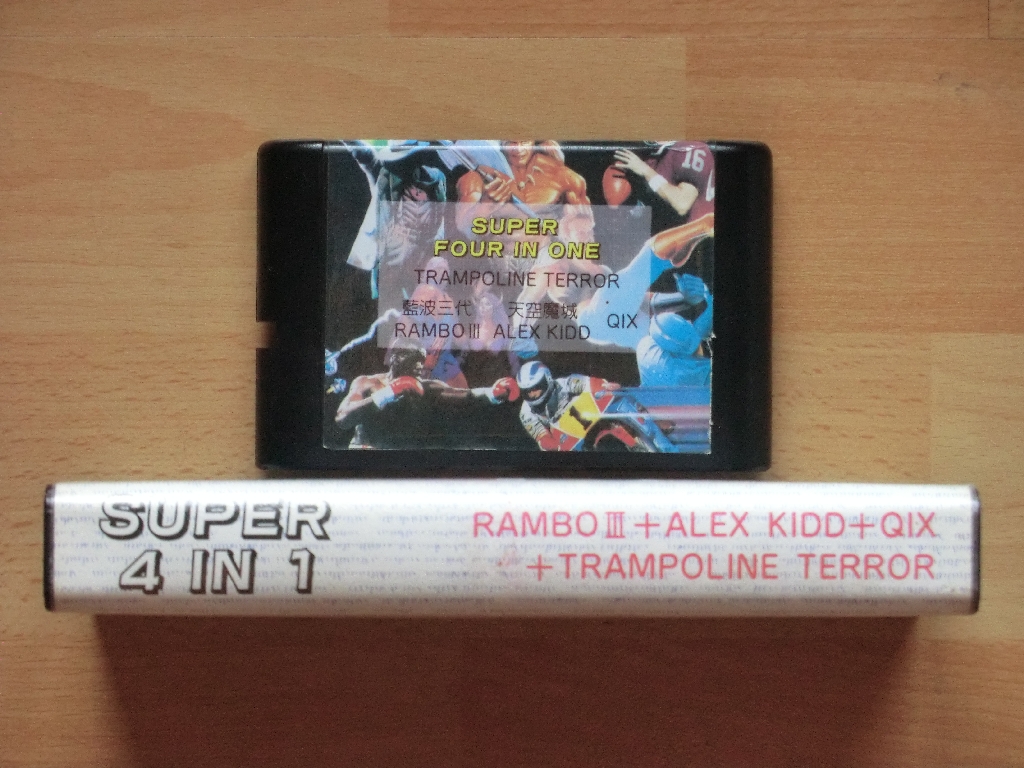 16
SUPER
FOUR IN ONE
TRAMPOLINE TERROR
藍波三代 天空魔城
RAMBO III ALEX KIDD QIX
1
SUPER
4 IN 1
RAMBO III+ALEX KIDD+QIX
+TRAMPOLINE TERROR